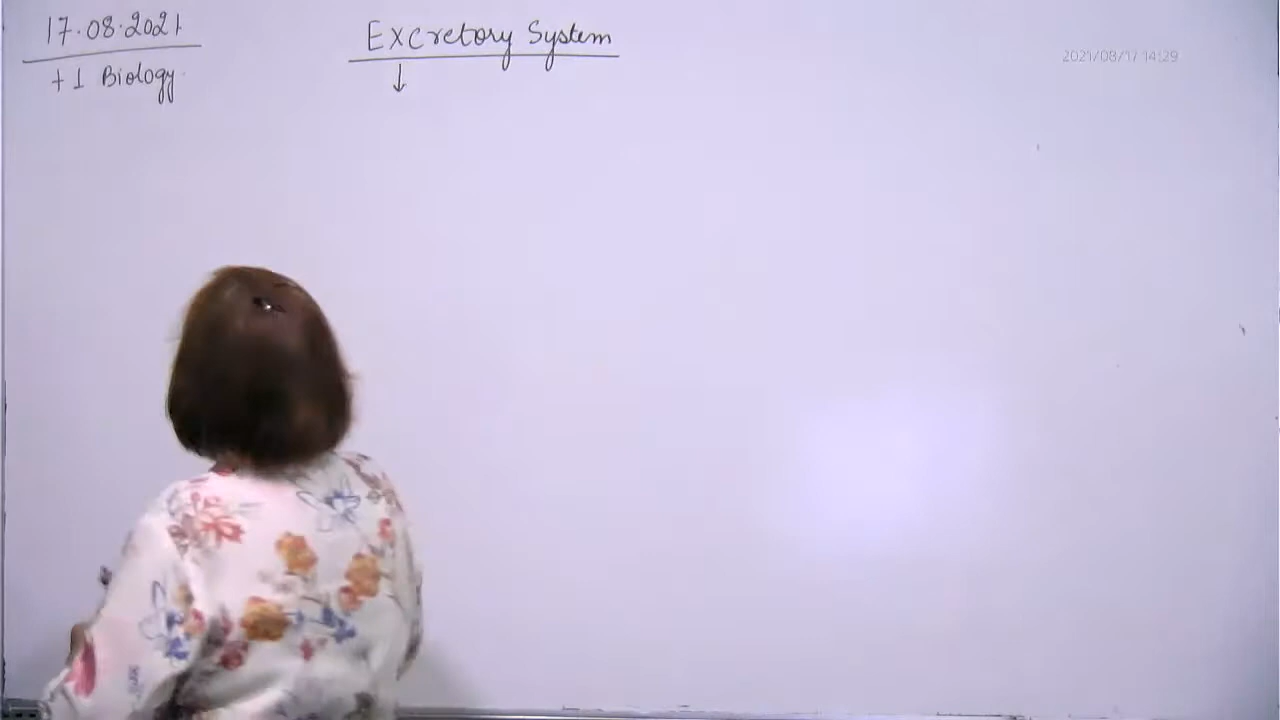 17.08.2021
+1 Biology
Excretory System
↓
2021/08/17 14:29